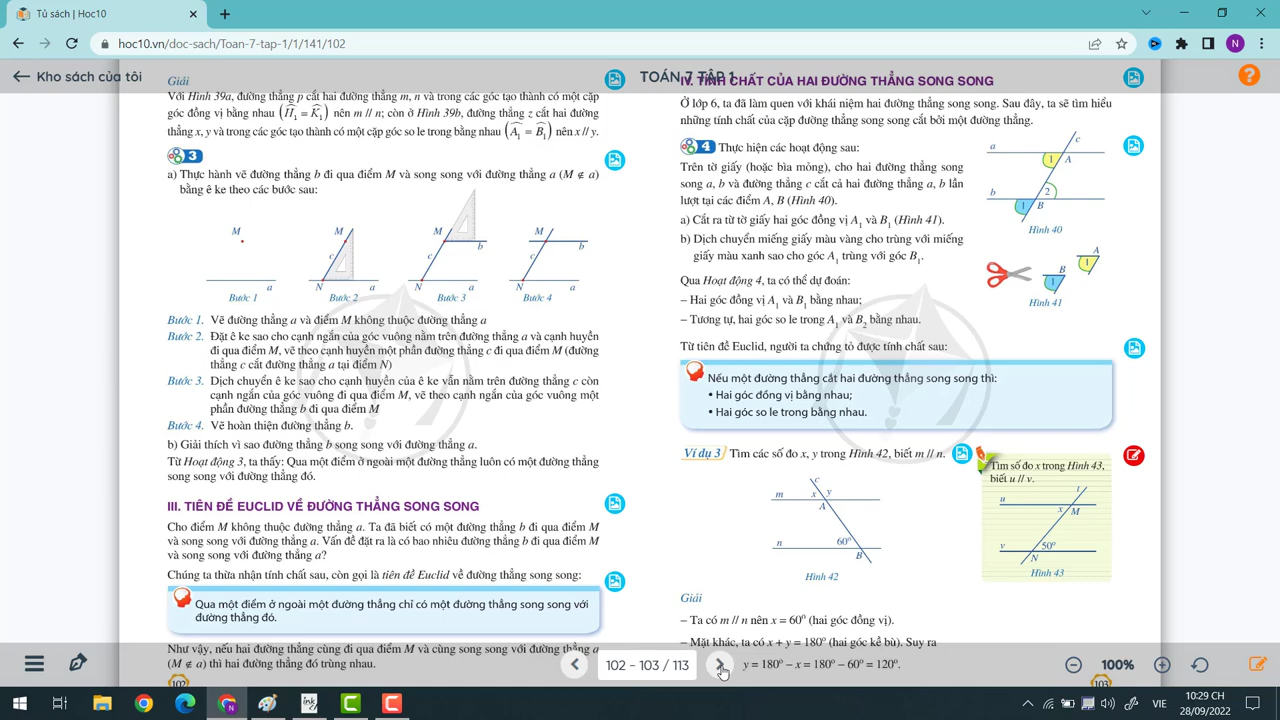 Tủ sách | Hoc10
hoc10.vn/doc-sach/Toan-7-tap-1/1/141/102
Kho sách của tôi
TOÁN 7 TẬP 1
Giải
Với Hình 39a, đường thẳng p cắt hai đường thẳng m, n và trong các góc tạo thành có một cặp
góc đồng vị bằng nhau (H₁ = K₁) nên m // n; còn ở Hình 39b, đường thẳng z cắt hai đường
thẳng x, y và trong các góc tạo thành có một cặp góc so le trong bằng nhau (A₁ = B₁) nên x // y.
3
a) Thực hành vẽ đường thẳng b đi qua điểm M và song song với đường thẳng a (M ∉ a)
bằng ê ke theo các bước sau:
M
a
Bước 1
M
c
N
a
Bước 2
M
b
c
N
a
Bước 3
M
b
c
N
a
Bước 4
Bước 1. Vẽ đường thẳng a và điểm M không thuộc đường thẳng a
Bước 2. Đặt ê ke sao cho cạnh ngắn của góc vuông nằm trên đường thẳng a và cạnh huyền
đi qua điểm M, vẽ theo cạnh huyền một phần đường thẳng c đi qua điểm M (đường
thẳng c cắt đường thẳng a tại điểm N)
Bước 3. Dịch chuyển ê ke sao cho cạnh huyền của ê ke vẫn nằm trên đường thẳng c còn
cạnh ngắn của góc vuông đi qua điểm M, vẽ theo cạnh ngắn của góc vuông một
phần đường thẳng b đi qua điểm M
Bước 4. Vẽ hoàn thiện đường thẳng b.
b) Giải thích vì sao đường thẳng b song song với đường thẳng a.
Từ Hoạt động 3, ta thấy: Qua một điểm ở ngoài một đường thẳng luôn có một đường thẳng
song song với đường thẳng đó.
III. TIÊN ĐỀ EUCLID VỀ ĐƯỜNG THẲNG SONG SONG
Cho điểm M không thuộc đường thẳng a. Ta đã biết có một đường thẳng b đi qua điểm M
và song song với đường thẳng a. Vấn đề đặt ra là có bao nhiêu đường thẳng b đi qua điểm M
và song song với đường thẳng a?
Chúng ta thừa nhận tính chất sau, còn gọi là tiên đề Euclid về đường thẳng song song:
Qua một điểm ở ngoài một đường thẳng chỉ có một đường thẳng song song với
đường thẳng đó.
Như vậy, nếu hai đường thẳng cùng đi qua điểm M và cùng song song với đường thẳng a
(M ∉ a) thì hai đường thẳng đó trùng nhau.
102
IV. TÍNH CHẤT CỦA HAI ĐƯỜNG THẲNG SONG SONG
Ở lớp 6, ta đã làm quen với khái niệm hai đường thẳng song song. Sau đây, ta sẽ tìm hiểu
những tính chất của cặp đường thẳng song song cắt bởi một đường thẳng.
4 Thực hiện các hoạt động sau:
Trên tờ giấy (hoặc bìa mỏng), cho hai đường thẳng song
song a, b và đường thẳng c cắt cả hai đường thẳng a, b lần
lượt tại các điểm A, B (Hình 40).
a) Cắt ra từ tờ giấy hai góc đồng vị A₁ và B₁ (Hình 41).
b) Dịch chuyển miếng giấy màu vàng cho trùng với miếng
giấy màu xanh sao cho góc A₁ trùng với góc B₁.
Qua Hoạt động 4, ta có thể dự đoán:
– Hai góc đồng vị A₁ và B₁ bằng nhau;
– Tương tự, hai góc so le trong A₁ và B₂ bằng nhau.
c
a
1
A
b
2
1
B
Hình 40
A
1
B
1
Hình 41
Từ tiên đề Euclid, người ta chứng tỏ được tính chất sau:
Nếu một đường thẳng cắt hai đường thẳng song song thì:
• Hai góc đồng vị bằng nhau;
• Hai góc so le trong bằng nhau.
Ví dụ 3 Tìm các số đo x, y trong Hình 42, biết m // n.
c
m
x
y
A
n
60°
B
Hình 42
Tìm số đo x trong Hình 43,
biết u // v.
t
u
x
M
v
50°
N
Hình 43
Giải
– Ta có m // n nên x = 60° (hai góc đồng vị).
– Mặt khác, ta có x + y = 180° (hai góc kề bù). Suy ra
y = 180° – x = 180° – 60° = 120°.
103
102 - 103 / 113
100%
VIE
10:29 CH
28/09/2022